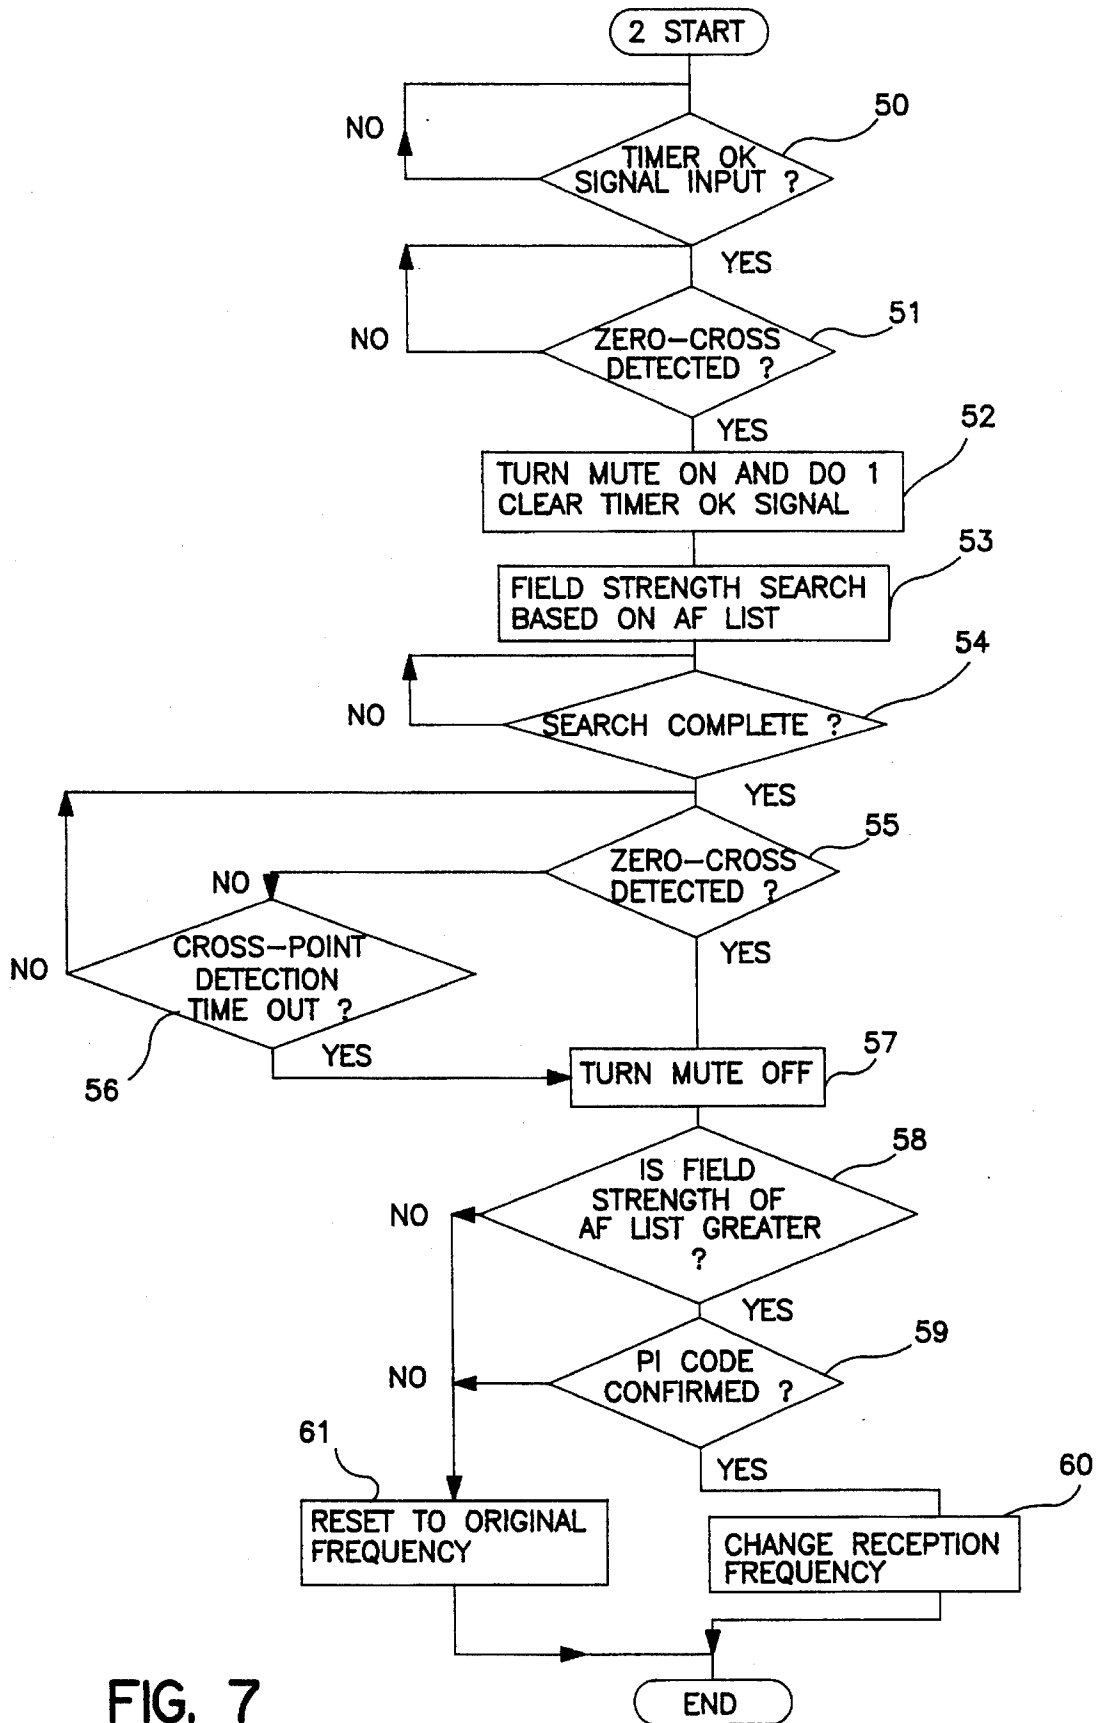 2 START
50
NO
TIMER OK
SIGNAL INPUT ?
YES
51
NO
ZERO-CROSS
DETECTED ?
YES
52
TURN MUTE ON AND DO 1
CLEAR TIMER OK SIGNAL
53
FIELD STRENGTH SEARCH
BASED ON AF LIST
54
NO
SEARCH COMPLETE ?
YES
55
ZERO-CROSS
DETECTED ?
NO
YES
CROSS-POINT
DETECTION
TIME OUT ?
NO
YES
56
57
TURN MUTE OFF
58
IS FIELD
STRENGTH OF
AF LIST GREATER
?
NO
YES
59
PI CODE
CONFIRMED ?
NO
YES
61
60
RESET TO ORIGINAL
FREQUENCY
CHANGE RECEPTION
FREQUENCY
END
FIG. 7